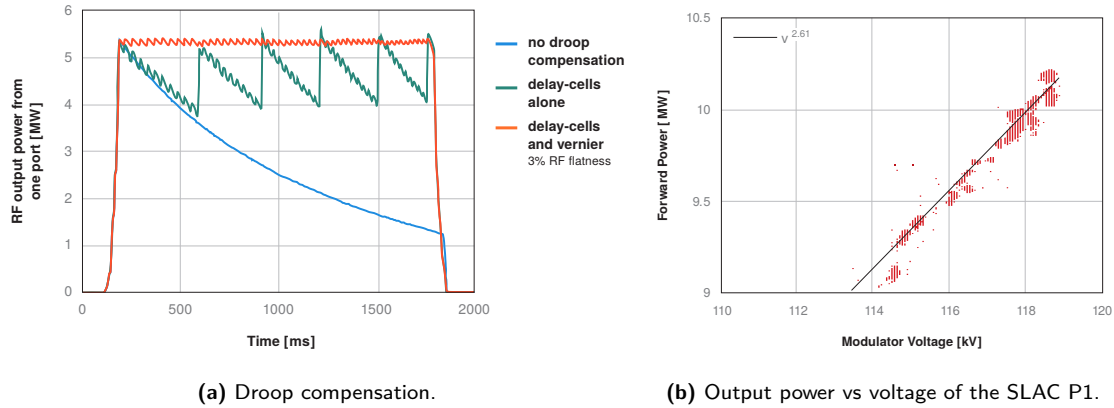 6
5
4
3
2
1
0
RF output power from
one port [MW]
0
500
1000
1500
2000
Time [ms]
no droop
compensation
delay-cells
alone
delay-cells
and vernier
3% RF flatness
(a) Droop compensation.
10.5
10
9.5
9
Forward Power [MW]
v^2.61
110
112
114
116
118
120
Modulator Voltage [kV]
(b) Output power vs voltage of the SLAC P1.